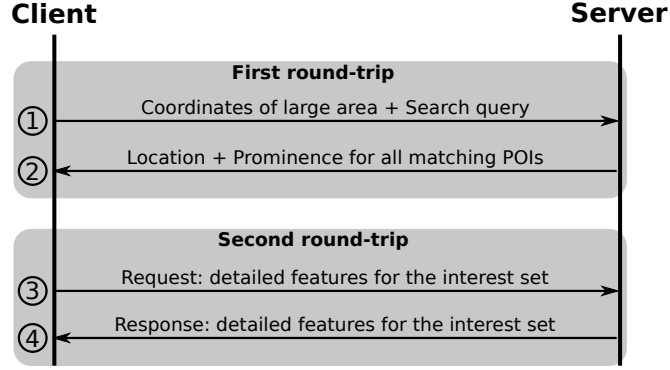 Client
Server
First round-trip
1
Coordinates of large area + Search query
2
Location + Prominence for all matching POIs
Second round-trip
3
Request: detailed features for the interest set
4
Response: detailed features for the interest set